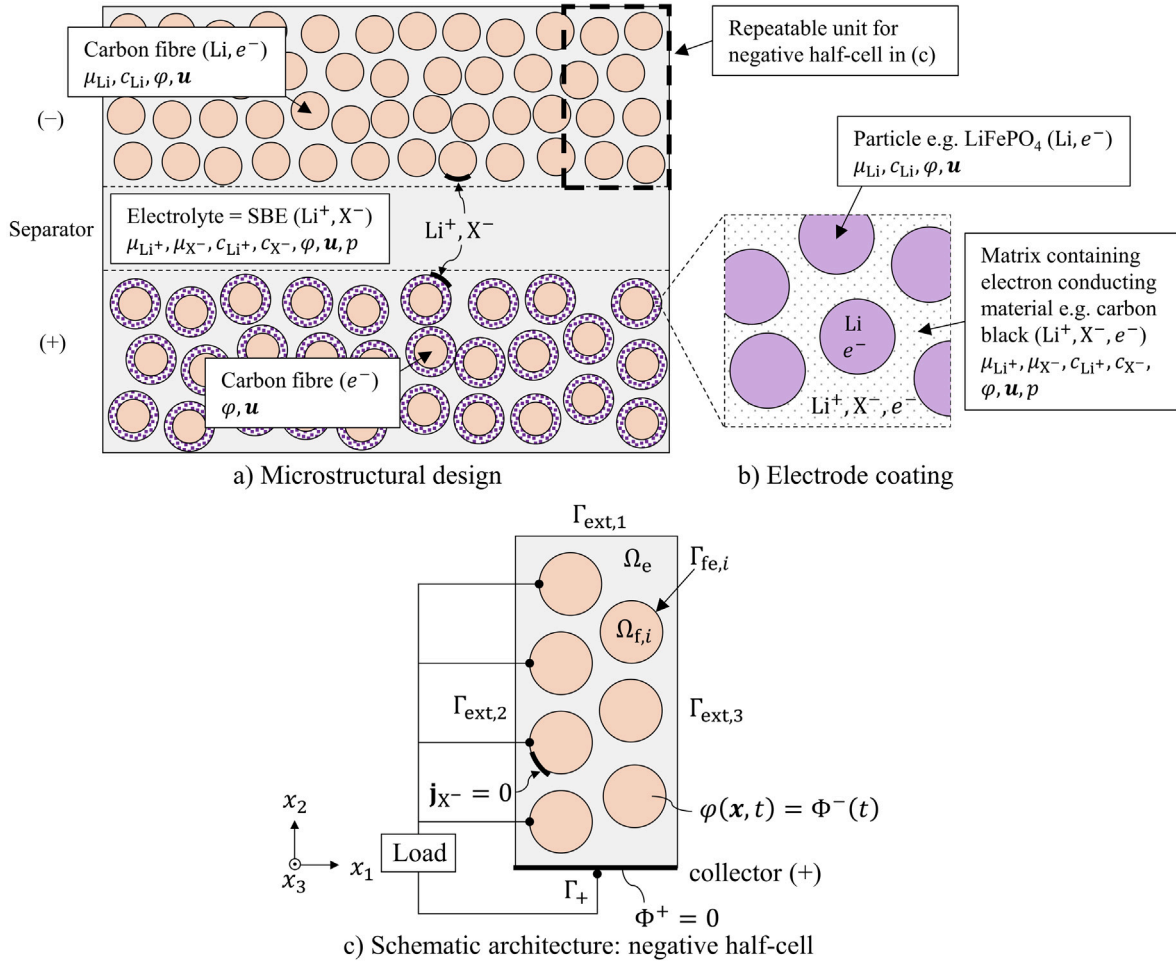 Carbon fibre (Li, e⁻)
μ_Li, c_Li, φ, u
Repeatable unit for
negative half-cell in (c)
(−)
Particle e.g. LiFePO₄ (Li, e⁻)
μ_Li, c_Li, φ, u
Separator
Electrolyte = SBE (Li⁺, X⁻)
μ_Li⁺, μ_X⁻, c_Li⁺, c_X⁻, φ, u, p
Li⁺, X⁻
Matrix containing
electron conducting
material e.g. carbon
black (Li⁺, X⁻, e⁻)
μ_Li⁺, μ_X⁻, c_Li⁺, c_X⁻,
φ, u, p
Li
e⁻
Li⁺, X⁻, e⁻
(+)
Carbon fibre (e⁻)
φ, u
a) Microstructural design
b) Electrode coating
Γ_ext,1
Ω_e
Γ_fe,i
Ω_f,i
Γ_ext,2
Γ_ext,3
j_X⁻ = 0
φ(x, t) = Φ⁻(t)
x₂
x₁
x₃
Load
collector (+)
Γ₊
Φ⁺ = 0
c) Schematic architecture: negative half-cell